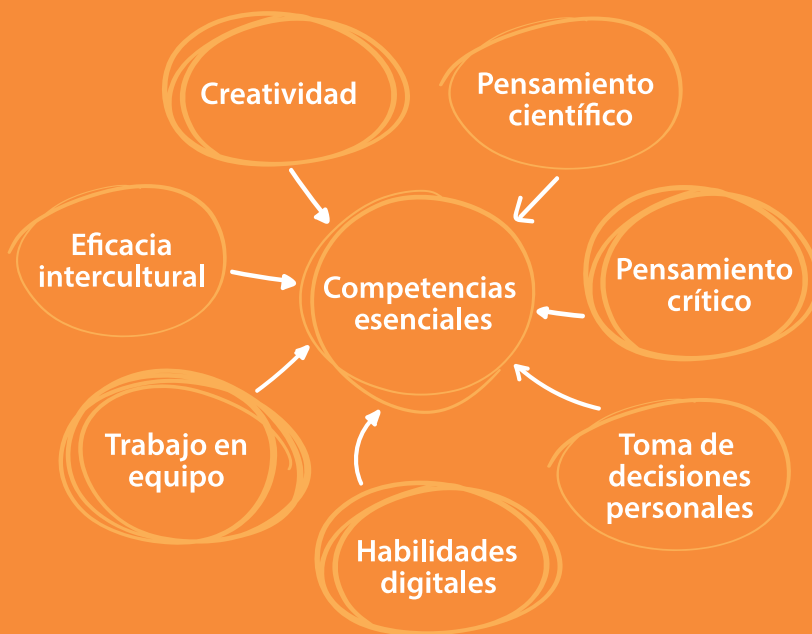 Creatividad
Pensamiento
científico
Eficacia
intercultural
Competencias
esenciales
Pensamiento
crítico
Trabajo en
equipo
Toma de
decisiones
personales
Habilidades
digitales